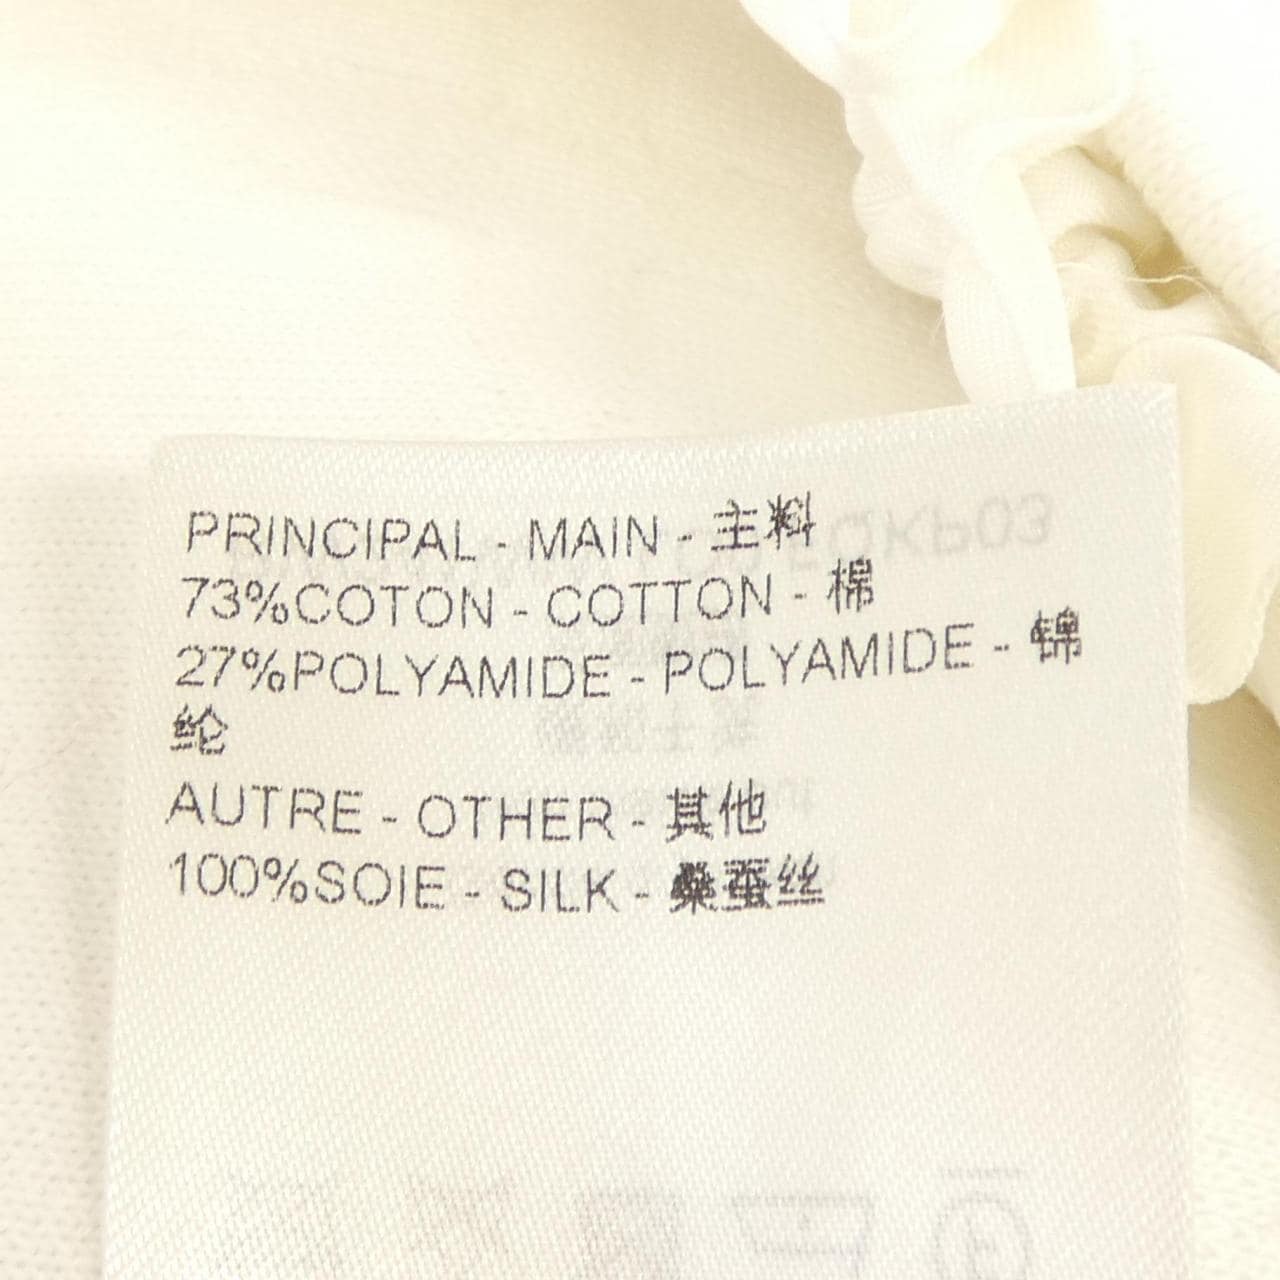 PRINCIPAL - MAIN - 主料
73%COTON - COTTON - 棉
27%POLYAMIDE - POLYAMIDE - 锦
纶
AUTRE - OTHER - 其他
100%SOIE - SILK - 桑蚕丝